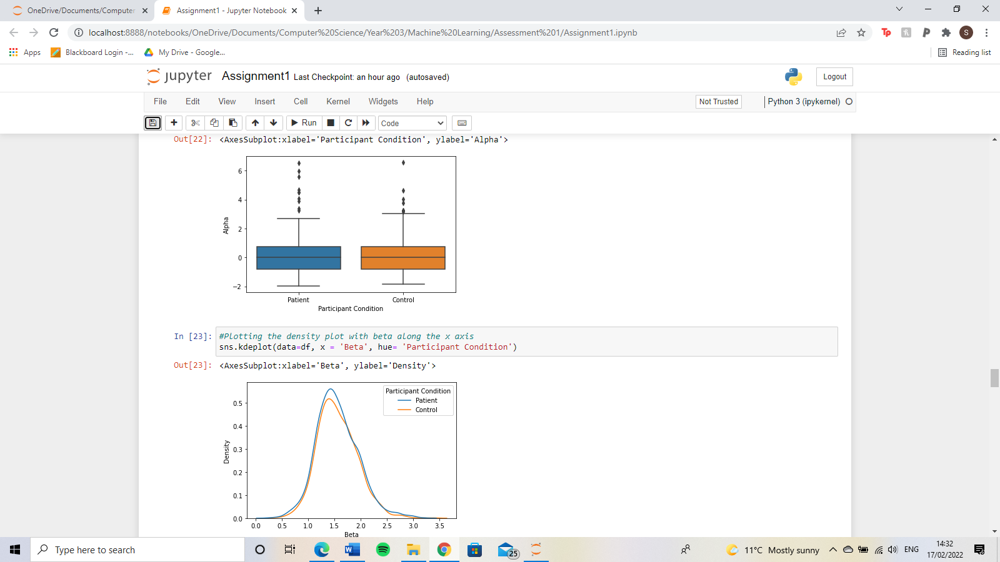 OneDrive/Documents/Computer
Assignment1 - Jupyter Notebook
localhost:8888/notebooks/OneDrive/Documents/Computer%20Science/Year%203/Machine%20Learning/Assessment%201/Assignment1.ipynb
Tp
S
Apps
Blackboard Login -...
My Drive - Google...
Reading list
jupyter Assignment1 Last Checkpoint: an hour ago (autosaved)
Logout
File Edit View Insert Cell Kernel Widgets Help
Not Trusted
Python 3 (ipykernel)
Run
Code
Out[22]: <AxesSubplot:xlabel='Participant Condition', ylabel='Alpha'>
6
4
2
0
−2
Alpha
Patient Control
Participant Condition
In [23]: #Plotting the density plot with beta along the x axis
sns.kdeplot(data=df, x = 'Beta', hue= 'Participant Condition')
Out[23]: <AxesSubplot:xlabel='Beta', ylabel='Density'>
Participant Condition
Patient
Control
0.5
0.4
0.3
0.2
0.1
0.0
Density
0.0 0.5 1.0 1.5 2.0 2.5 3.0 3.5
Beta
Type here to search
25
11°C Mostly sunny
ENG
14:32
17/02/2022